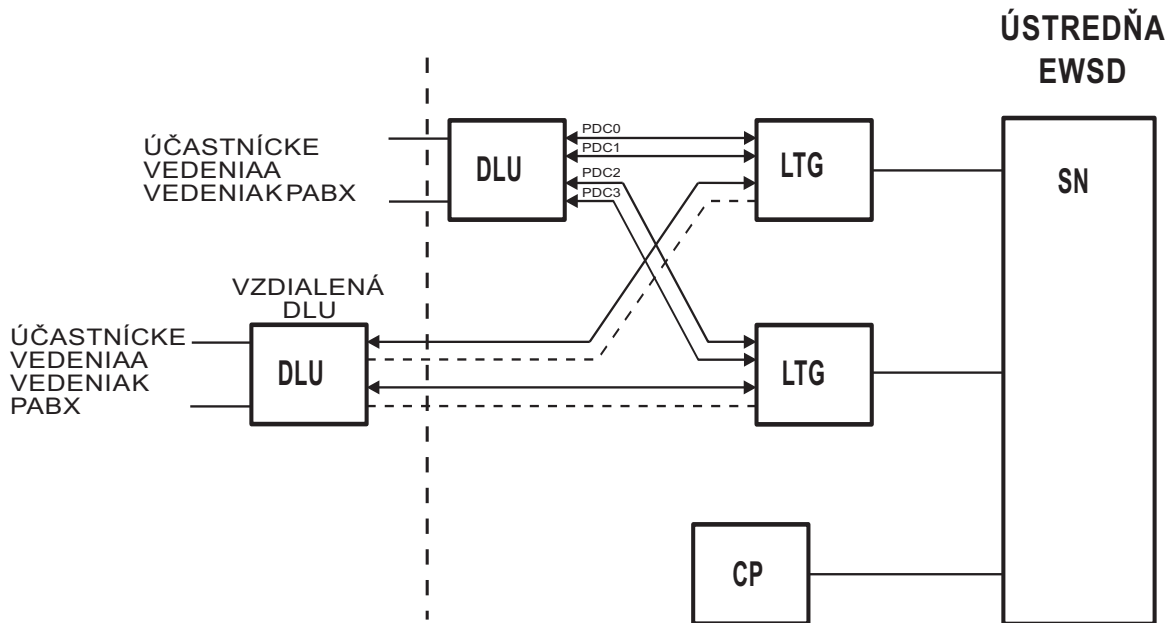 ÚSTREDŇA
EWSD
ÚČASTNÍCKE
VEDENIAA
VEDENIAKPABX
DLU
PDC0
PDC1
PDC2
PDC3
LTG
SN
VZDIALENÁ
DLU
ÚČASTNÍCKE
VEDENIAA
VEDENIAK
PABX
DLU
LTG
CP